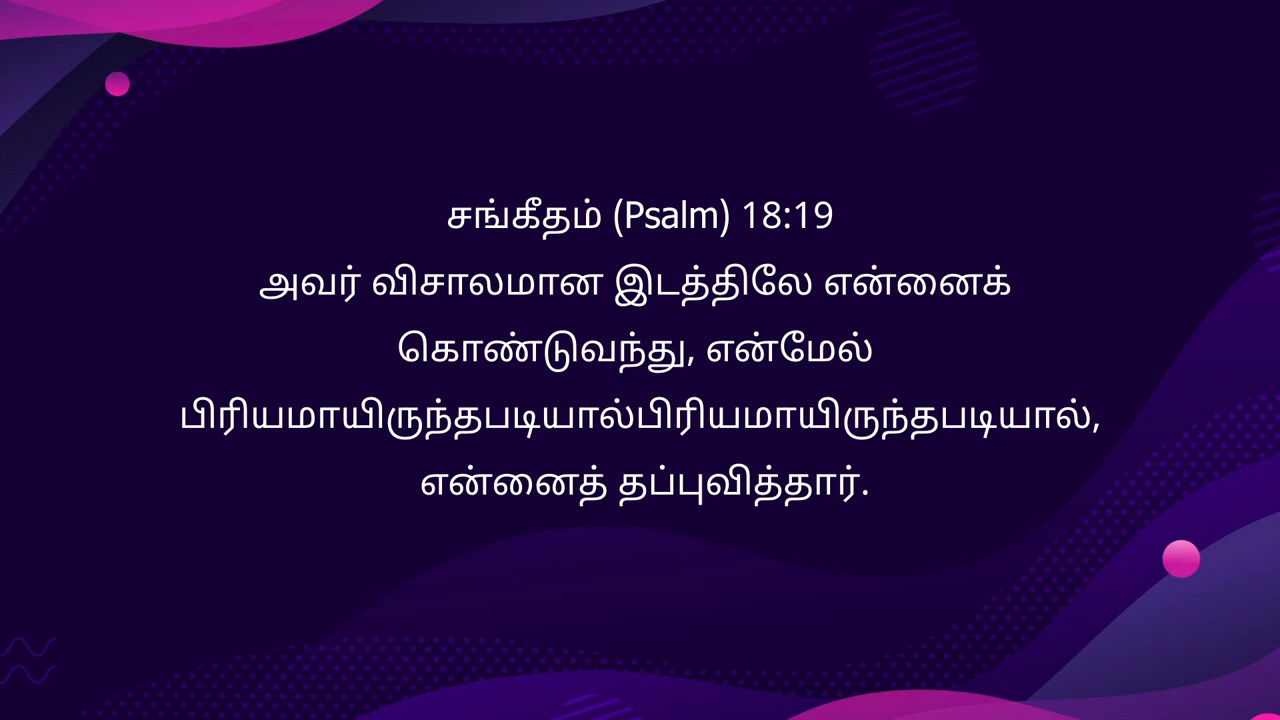 சங்கீதம் (Psalm) 18:19
அவர் விசாலமான இடத்திலே என்னைக்
கொண்டுவந்து, என்மேல்
பிரியமாயிருந்தபடியால்பிரியமாயிருந்தபடியால்,
என்னைத் தப்புவித்தார்.